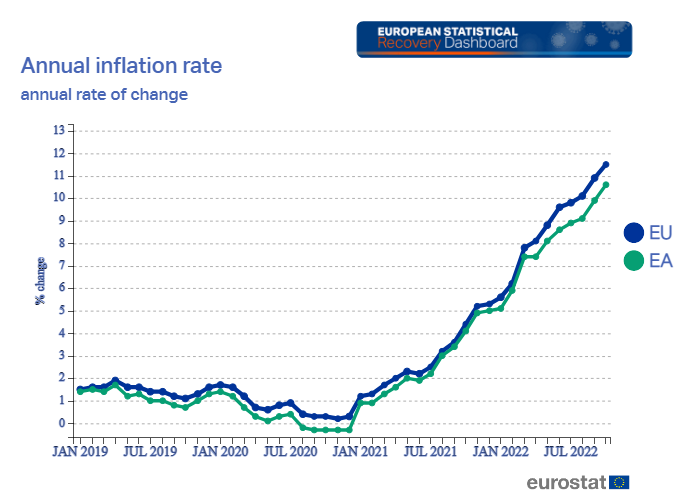 EUROPEAN STATISTICAL
Recovery Dashboard
Annual inflation rate
annual rate of change
13
12
11
10
9
8
7
6
5
4
3
2
1
0
% change
EU
EA
JAN 2019 JUL 2019 JAN 2020 JUL 2020 JAN 2021 JUL 2021 JAN 2022 JUL 2022
eurostat